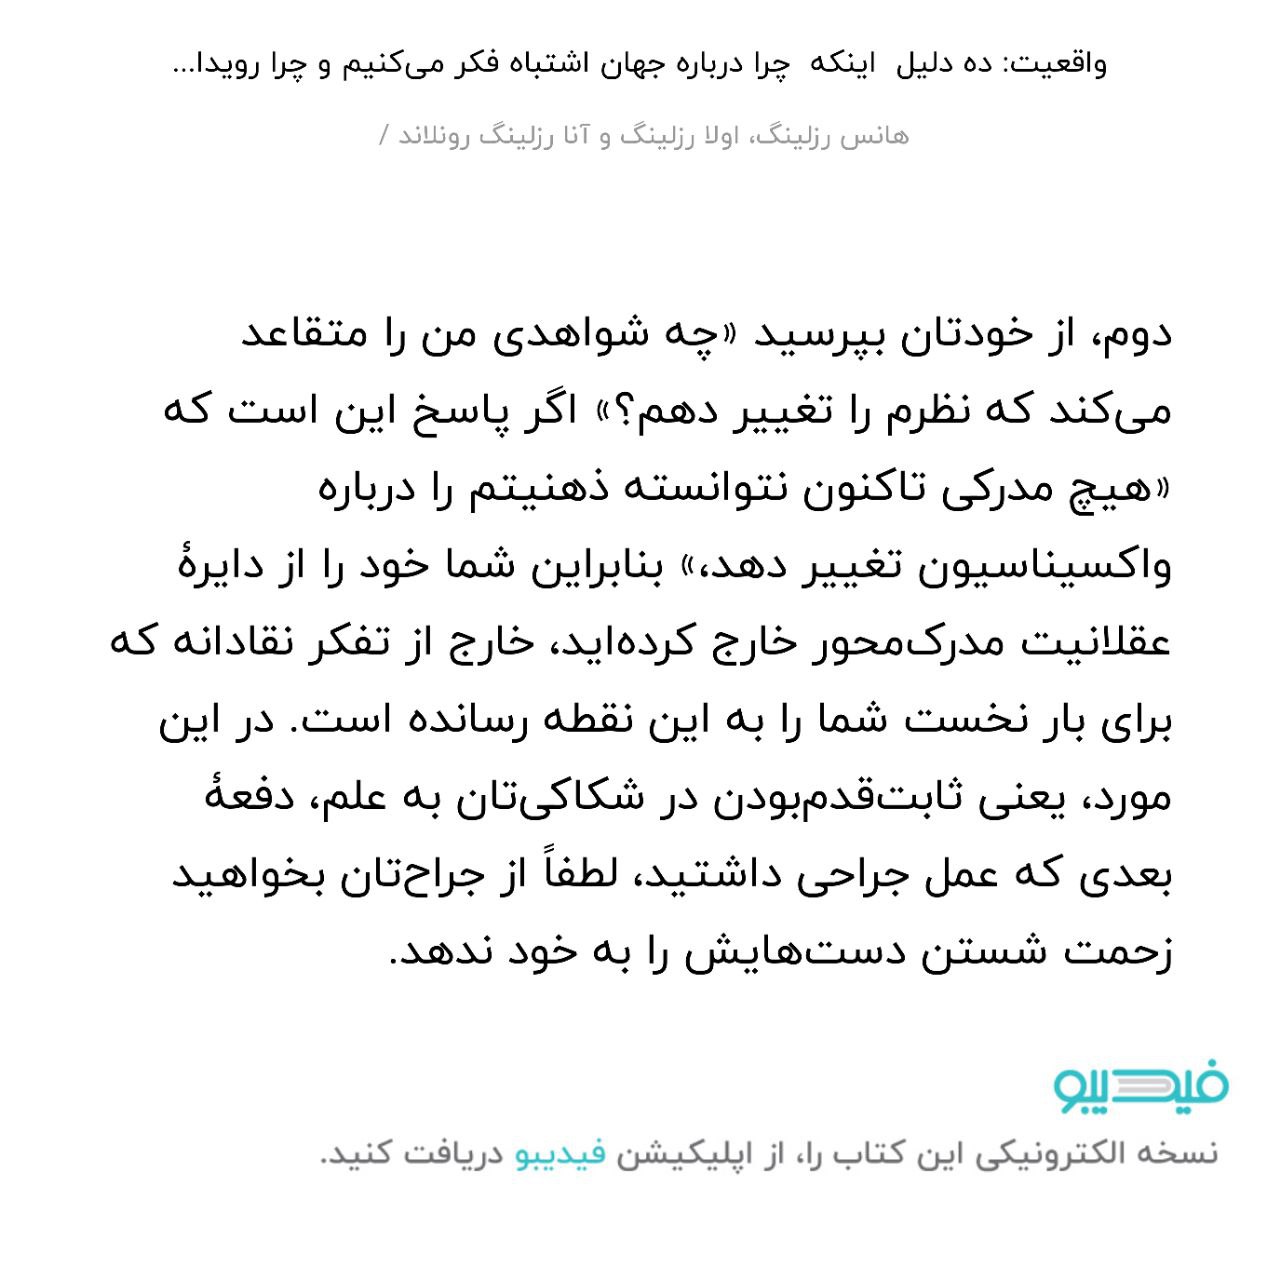 واقعیت: ده دلیل  اینکه  چرا درباره جهان اشتباه فکر می‌کنیم و چرا رویدا...
هانس رزلینگ، اولا رزلینگ و آنا رزلینگ رونلاند /
دوم، از خودتان بپرسید «چه شواهدی من را متقاعد
می‌کند که نظرم را تغییر دهم؟» اگر پاسخ این است که
«هیچ مدرکی تاکنون نتوانسته ذهنیتم را درباره
واکسیناسیون تغییر دهد،» بنابراین شما خود را از دایرهٔ
عقلانیت مدرک‌محور خارج کرده‌اید، خارج از تفکر نقادانه که
برای بار نخست شما را به این نقطه رسانده است. در این
مورد، یعنی ثابت‌قدم‌بودن در شکاکی‌تان به علم، دفعهٔ
بعدی که عمل جراحی داشتید، لطفاً از جراح‌تان بخواهید
زحمت شستن دست‌هایش را به خود ندهد.
فیدیبو
نسخه الکترونیکی این کتاب را، از اپلیکیشن فیدیبو دریافت کنید.